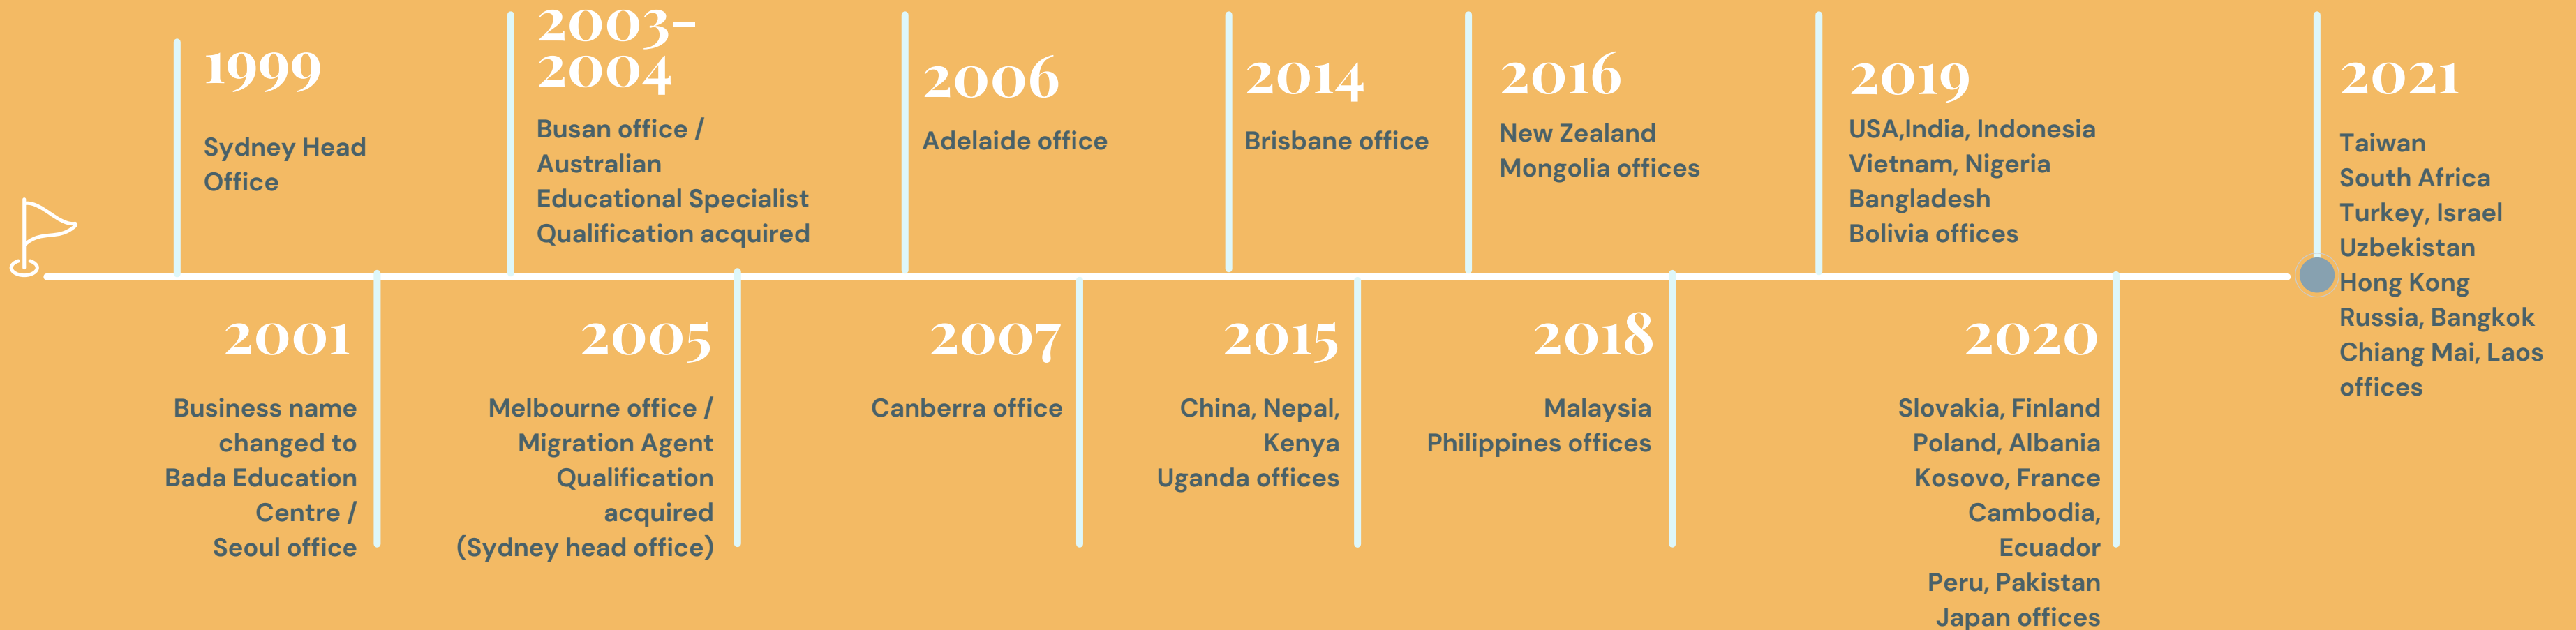 1999
Sydney Head
Office
2001
Business name
changed to
Bada Education
Centre /
Seoul office
2003-
2004
Busan office /
Australian
Educational Specialist
Qualification acquired
2005
Melbourne office /
Migration Agent
Qualification
acquired
(Sydney head office)
2006
Adelaide office
2007
Canberra office
2014
Brisbane office
2015
China, Nepal,
Kenya
Uganda offices
2016
New Zealand
Mongolia offices
2018
Malaysia
Philippines offices
2019
USA,India, Indonesia
Vietnam, Nigeria
Bangladesh
Bolivia offices
2020
Slovakia, Finland
Poland, Albania
Kosovo, France
Cambodia,
Ecuador
Peru, Pakistan
Japan offices
2021
Taiwan
South Africa
Turkey, Israel
Uzbekistan
Hong Kong
Russia, Bangkok
Chiang Mai, Laos
offices